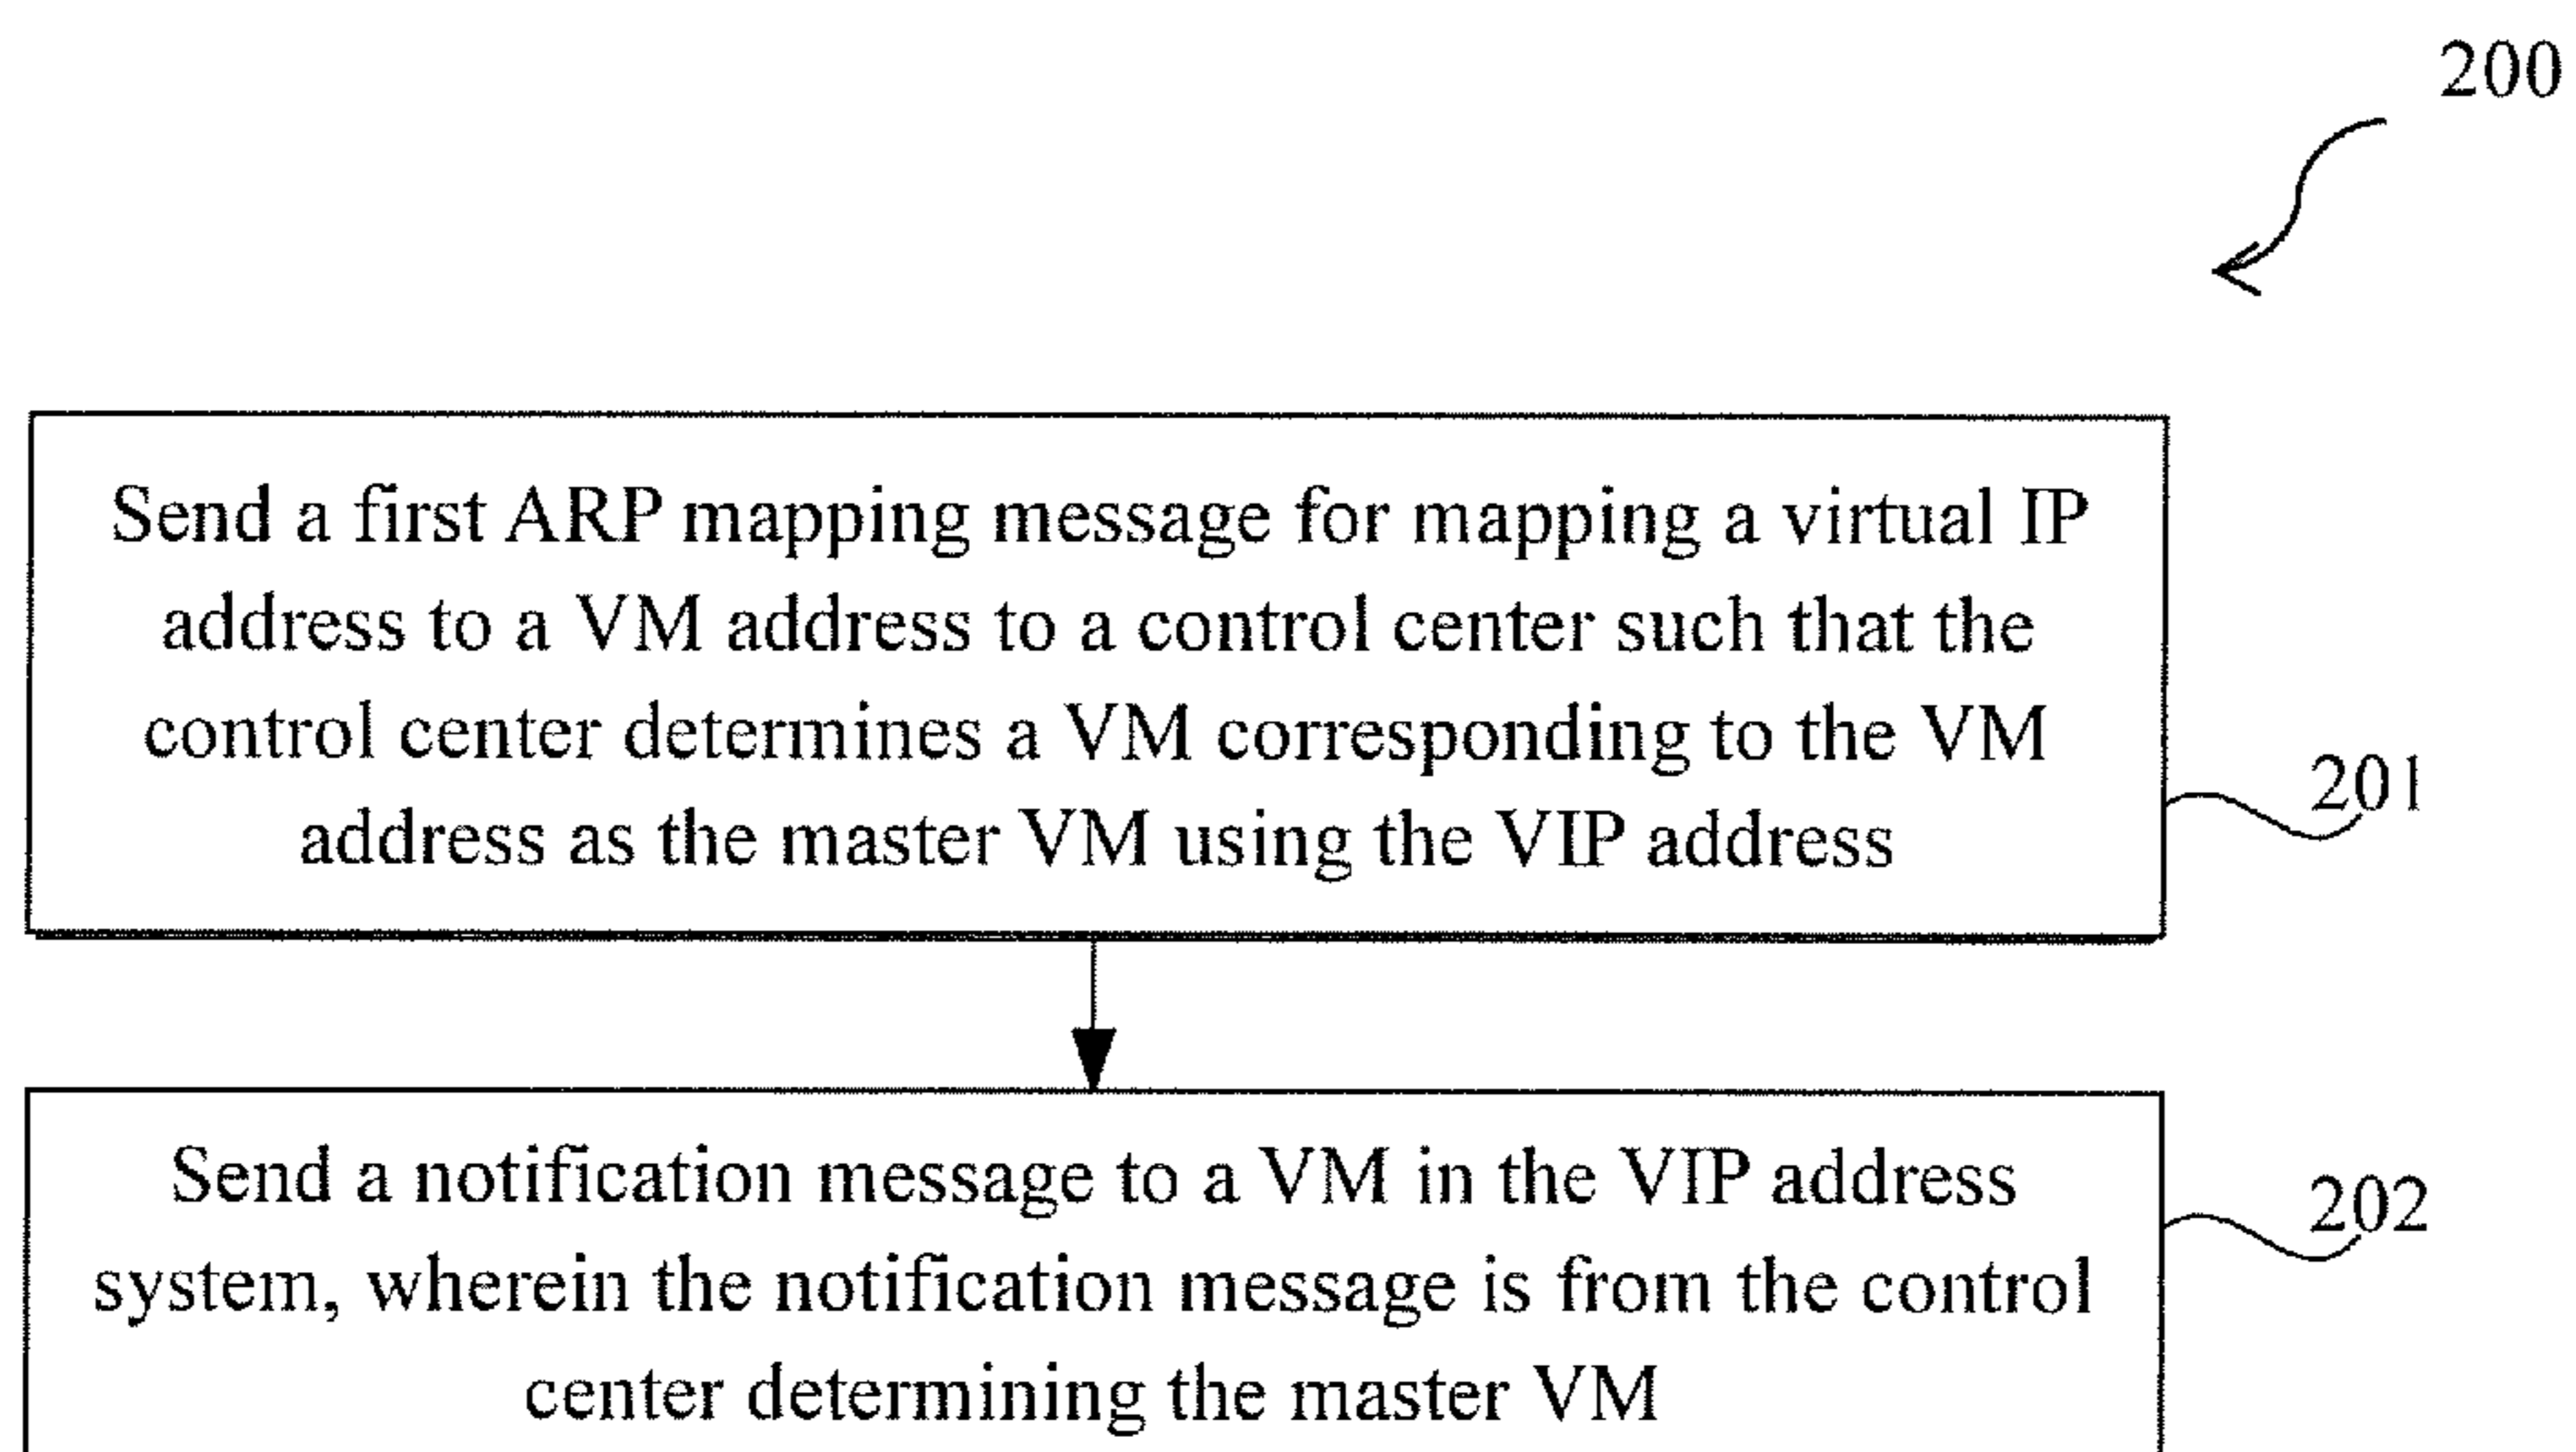 200
Send a first ARP mapping message for mapping a virtual IP
address to a VM address to a control center such that the
control center determines a VM corresponding to the VM
address as the master VM using the VIP address
201
Send a notification message to a VM in the VIP address
system, wherein the notification message is from the control
center determining the master VM
202